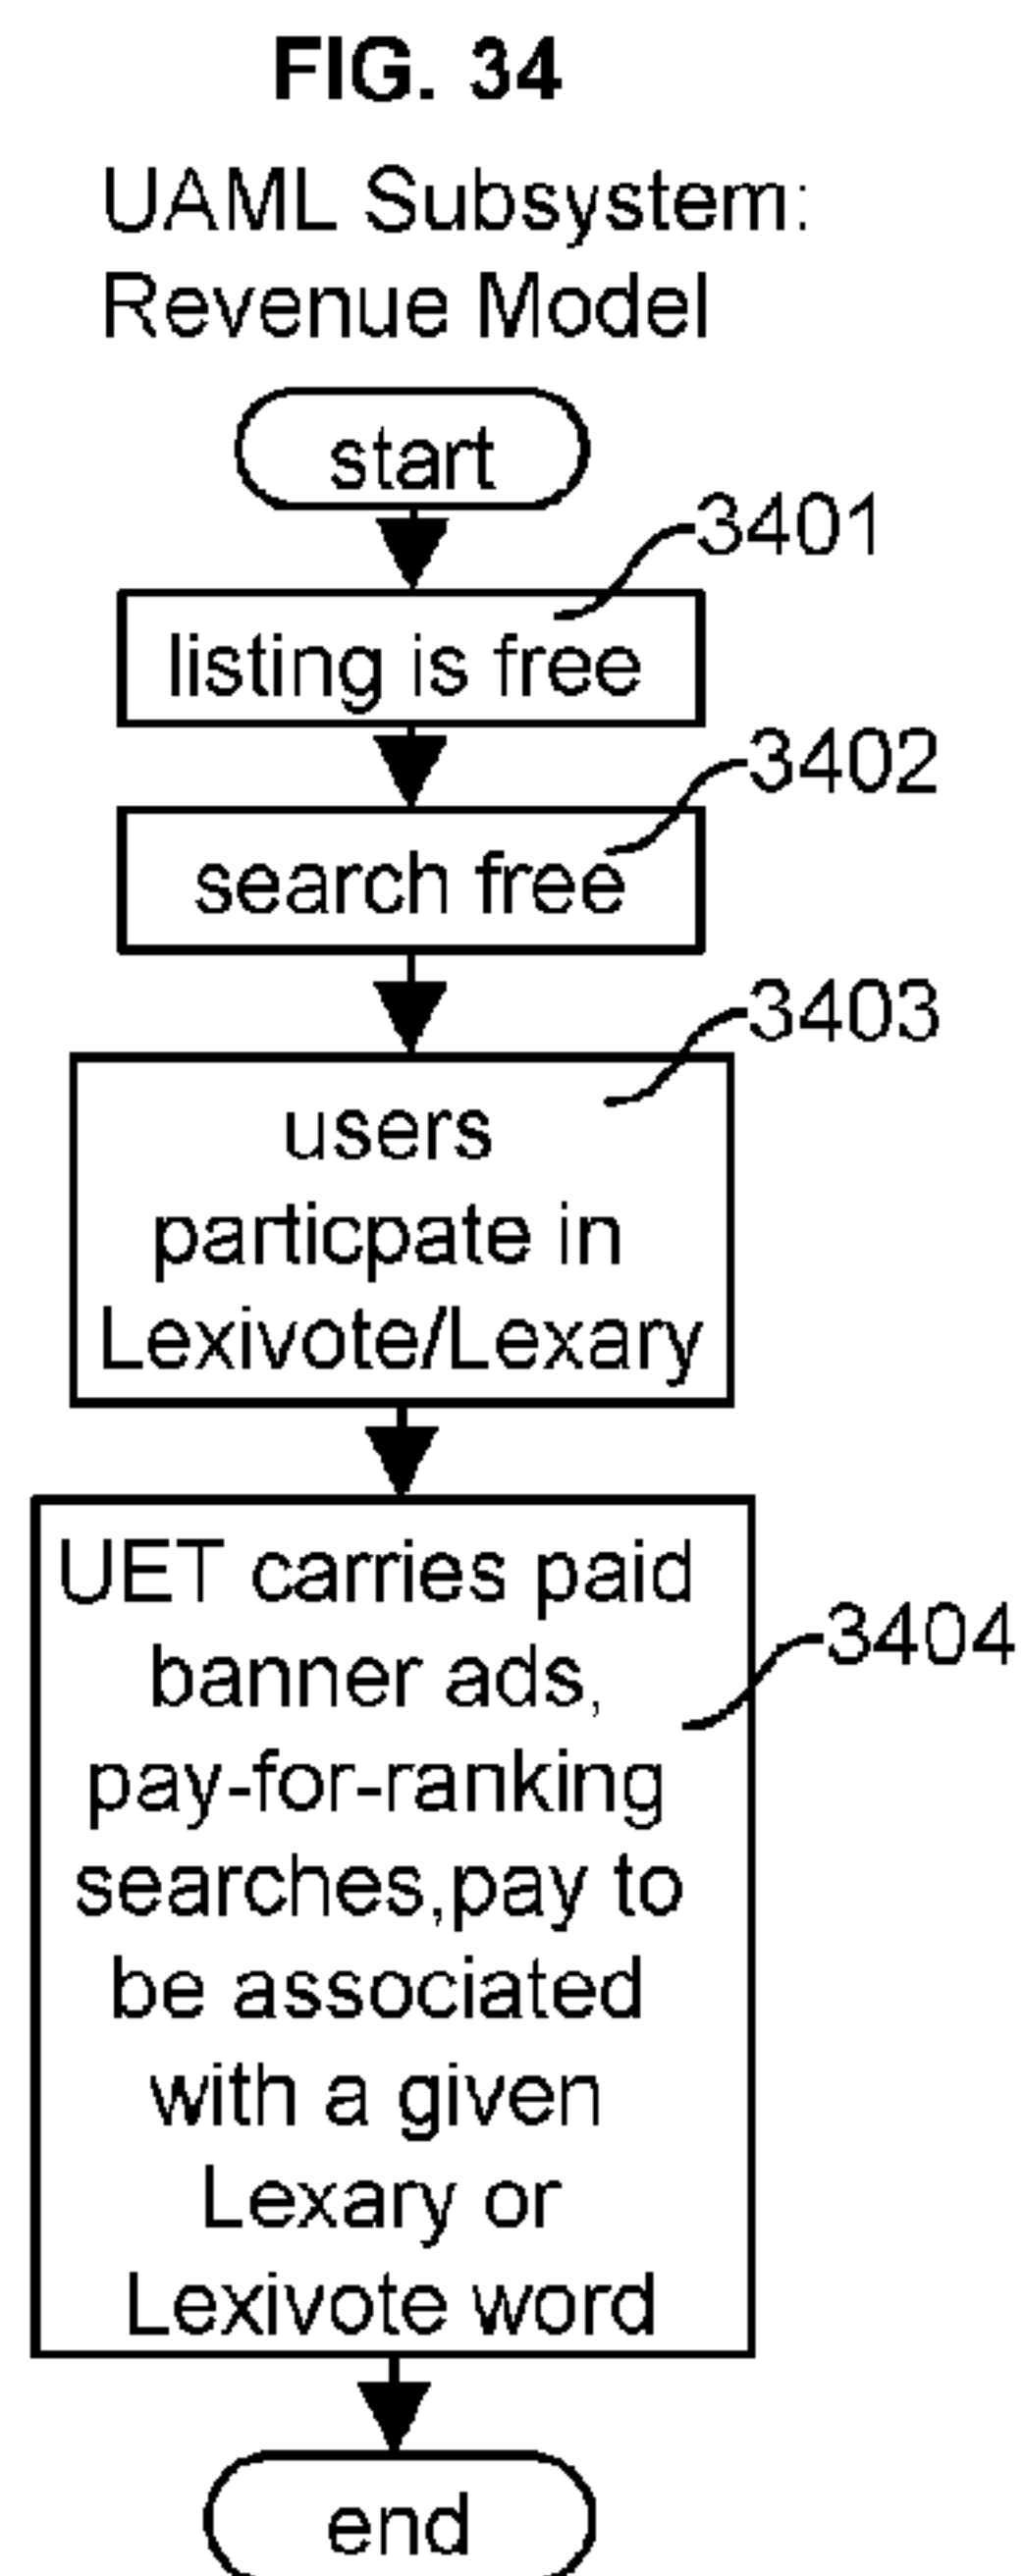 FIG. 34
UAML Subsystem:
Revenue Model
start
3401
listing is free
3402
search free
3403
users
particpate in
Lexivote/Lexary
UET carries paid
3404
banner ads,
pay-for-ranking
searches,pay to
be associated
with a given
Lexary or
Lexivote word
end